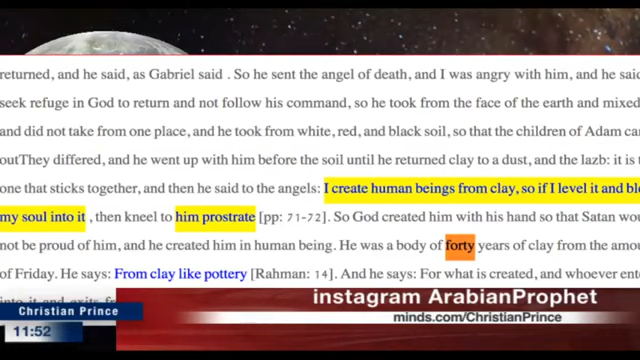 returned, and he said, as Gabriel said . So he sent the angel of death, and I was angry with him, and he said
seek refuge in God to return and not follow his command, so he took from the face of the earth and mixed
and did not take from one place, and he took from white, red, and black soil, so that the children of Adam can
outThey differed, and he went up with him before the soil until he returned clay to a dust, and the lazb: it is t
one that sticks together, and then he said to the angels: I create human beings from clay, so if I level it and
my soul into it , then kneel to him prostrate [pp: 71-72]. So God created him with his hand so that Satan wou
not be proud of him, and he created him in human being. He was a body of forty years of clay from the amou
of Friday. He says: From clay like pottery [Rahman: 14]. And he says: For what is created, and whoever ente
into it and exits
instagram ArabianProphet
Christian Prince
minds.com/ChristianPrince
11:52